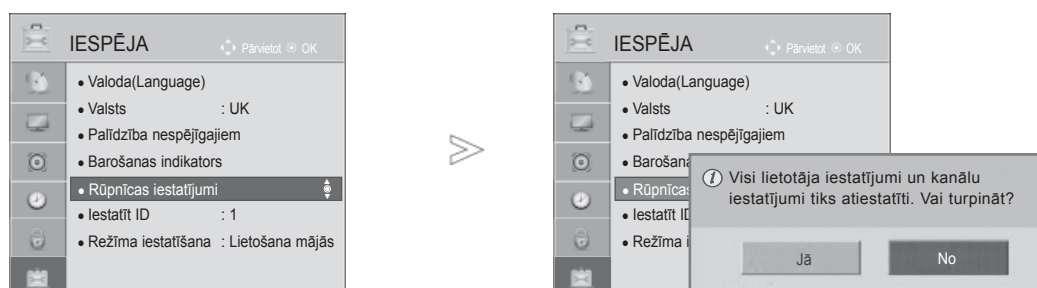 IESPĒJA
Pārvietot OK
• Valoda(Language)
• Valsts : UK
• Palīdzība nespējīgajiem
• Barošanas indikators
• Rūpnīcas iestatījumi
• Iestatīt ID : 1
• Režīma iestatīšana : Lietošana mājās
IESPĒJA
Pārvietot OK
• Valoda(Language)
• Valsts : UK
• Palīdzība nespējīgajiem
• Barošana
• Rūpnīcas
• Iestatīt ID
• Režīma i
Visi lietotāja iestatījumi un kanālu
iestatījumi tiks atiestatīti. Vai turpināt?
Jā
No